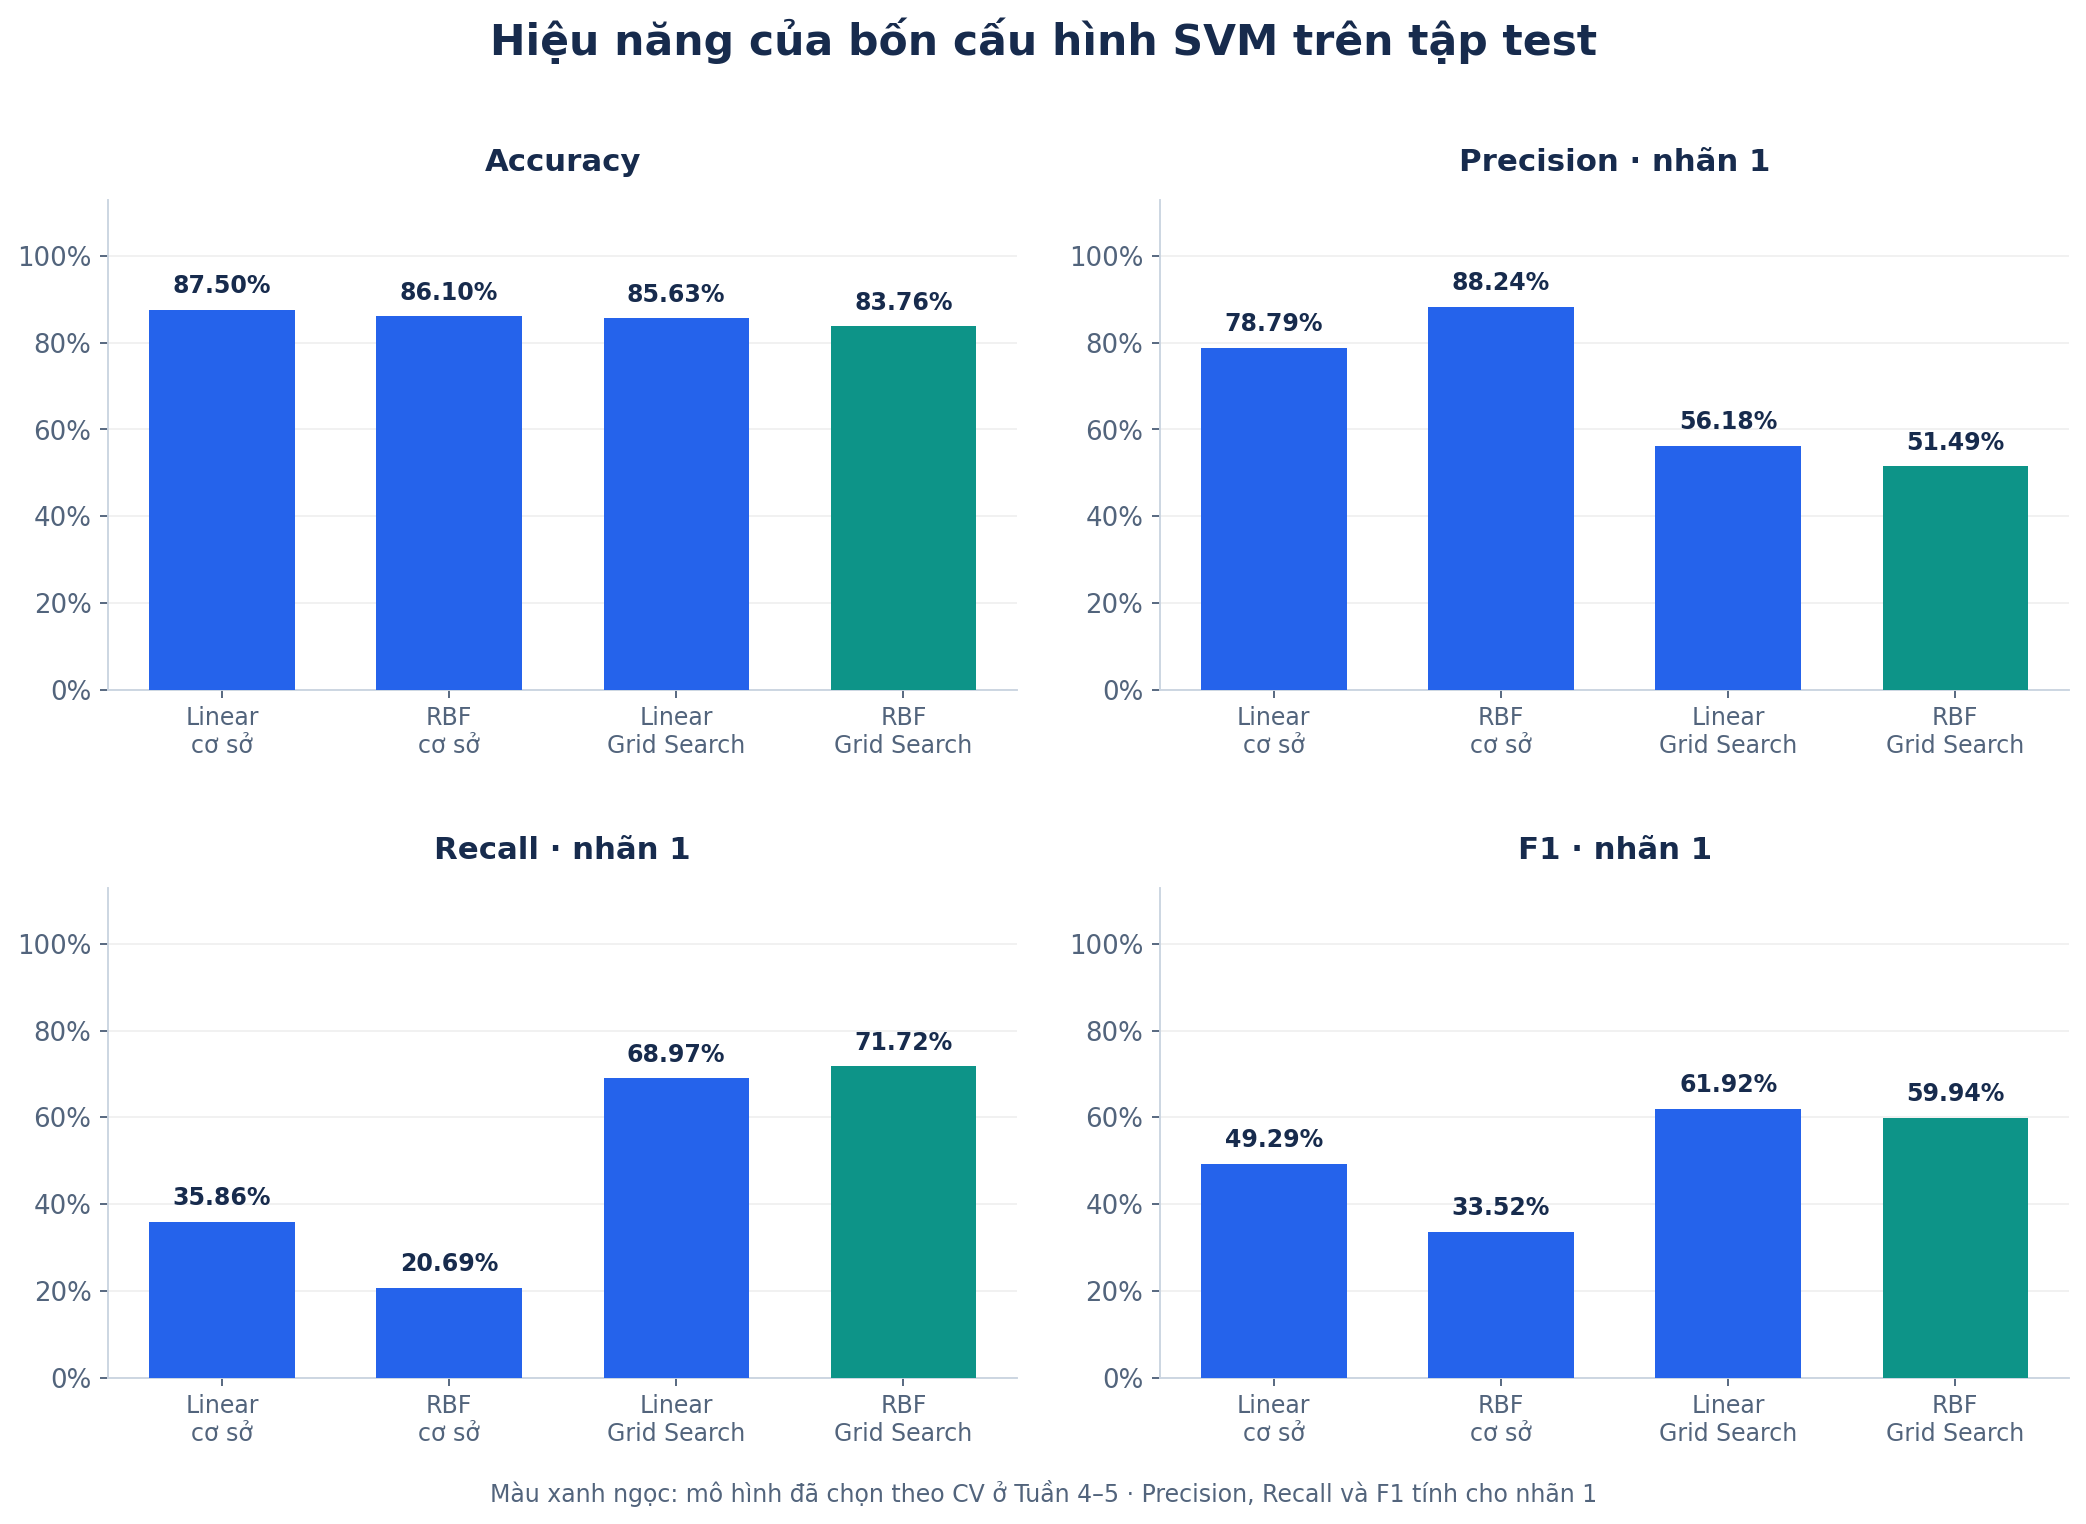 Hiệu năng của bốn cấu hình SVM trên tập test
Accuracy
100%
80%
60%
40%
20%
0%
87.50%
86.10%
85.63%
83.76%
Linear
cơ sở
RBF
cơ sở
Linear
Grid Search
RBF
Grid Search
Precision · nhãn 1
100%
80%
60%
40%
20%
0%
78.79%
88.24%
56.18%
51.49%
Linear
cơ sở
RBF
cơ sở
Linear
Grid Search
RBF
Grid Search
Recall · nhãn 1
100%
80%
60%
40%
20%
0%
35.86%
20.69%
68.97%
71.72%
Linear
cơ sở
RBF
cơ sở
Linear
Grid Search
RBF
Grid Search
F1 · nhãn 1
100%
80%
60%
40%
20%
0%
49.29%
33.52%
61.92%
59.94%
Linear
cơ sở
RBF
cơ sở
Linear
Grid Search
RBF
Grid Search
Màu xanh ngọc: mô hình đã chọn theo CV ở Tuần 4–5 · Precision, Recall và F1 tính cho nhãn 1